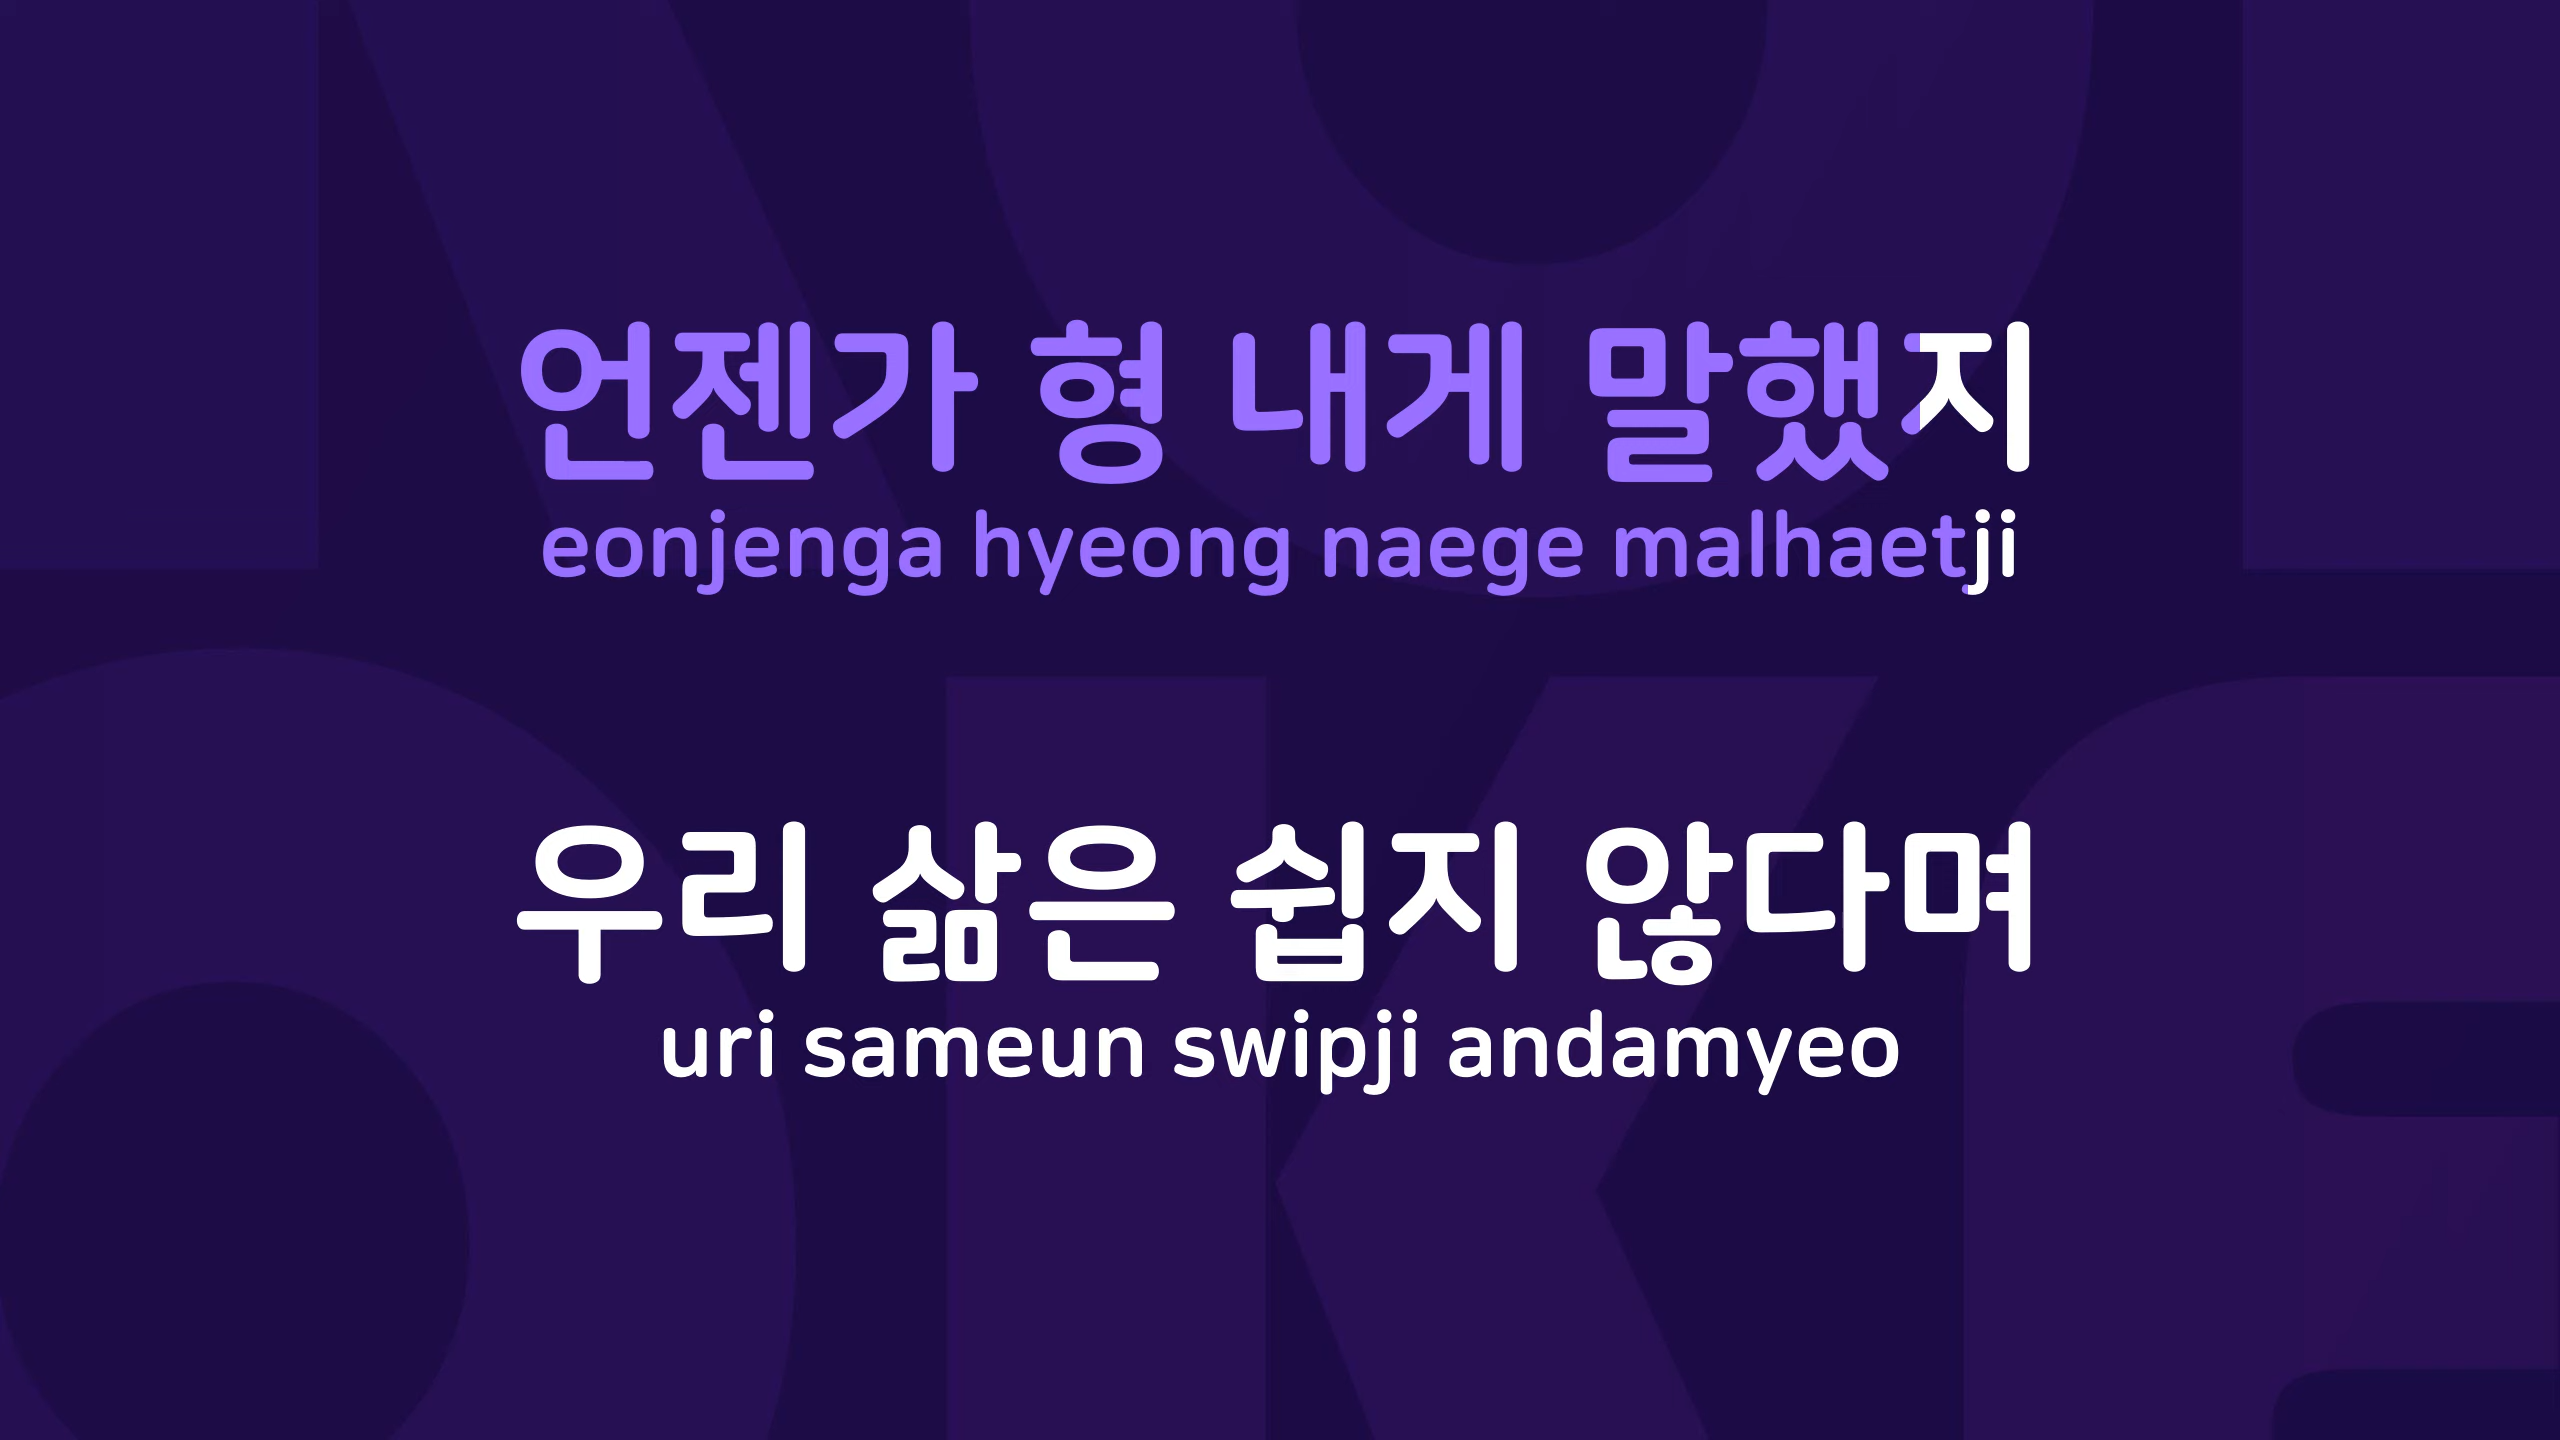 언젠가 형 내게 말했지
eonjenga hyeong naege malhaetji
우리 삶은 쉽지 않다며
uri sameun swipji andamyeo